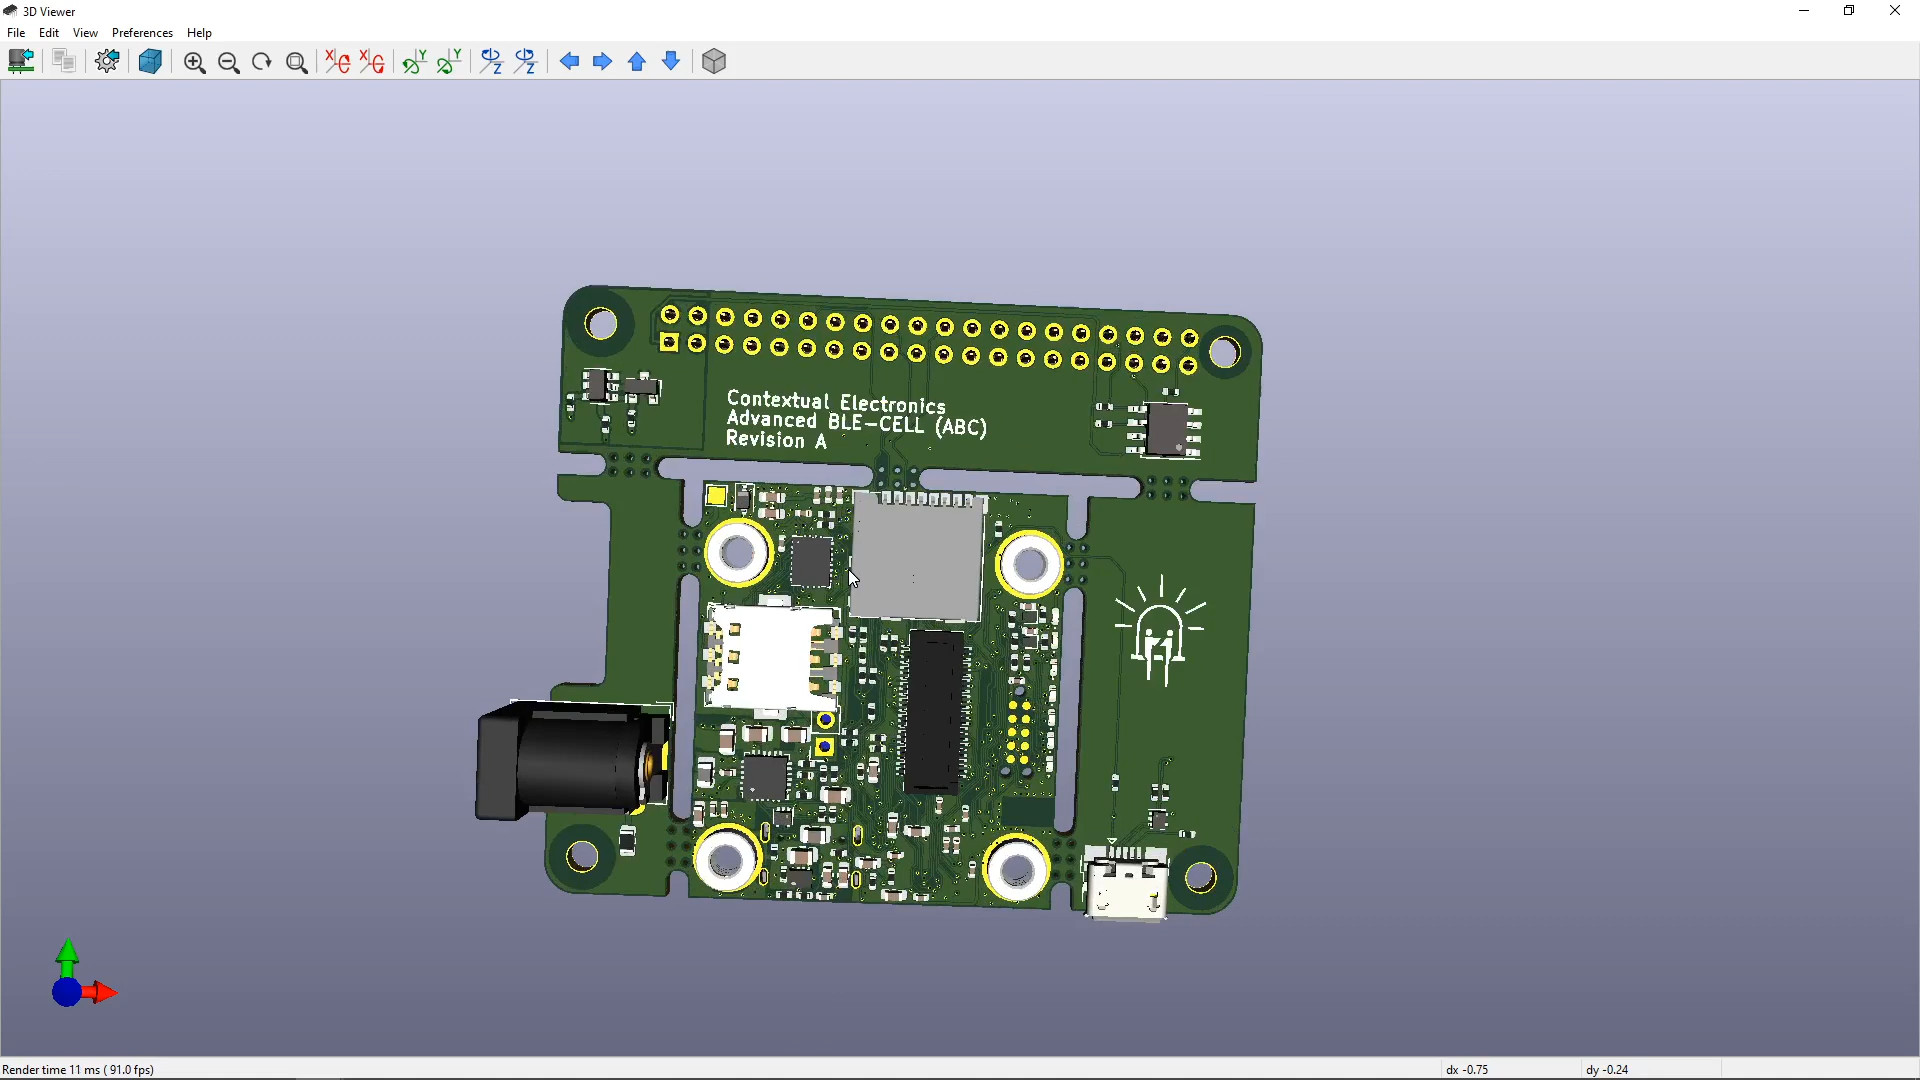 3D Viewer
File Edit View Preferences Help
X X Y Y Z Z
Contextual Electronics
Advanced BLE-CELL (ABC)
Revision A
Render time 11 ms ( 91.0 fps) dx -0.75 dy -0.24